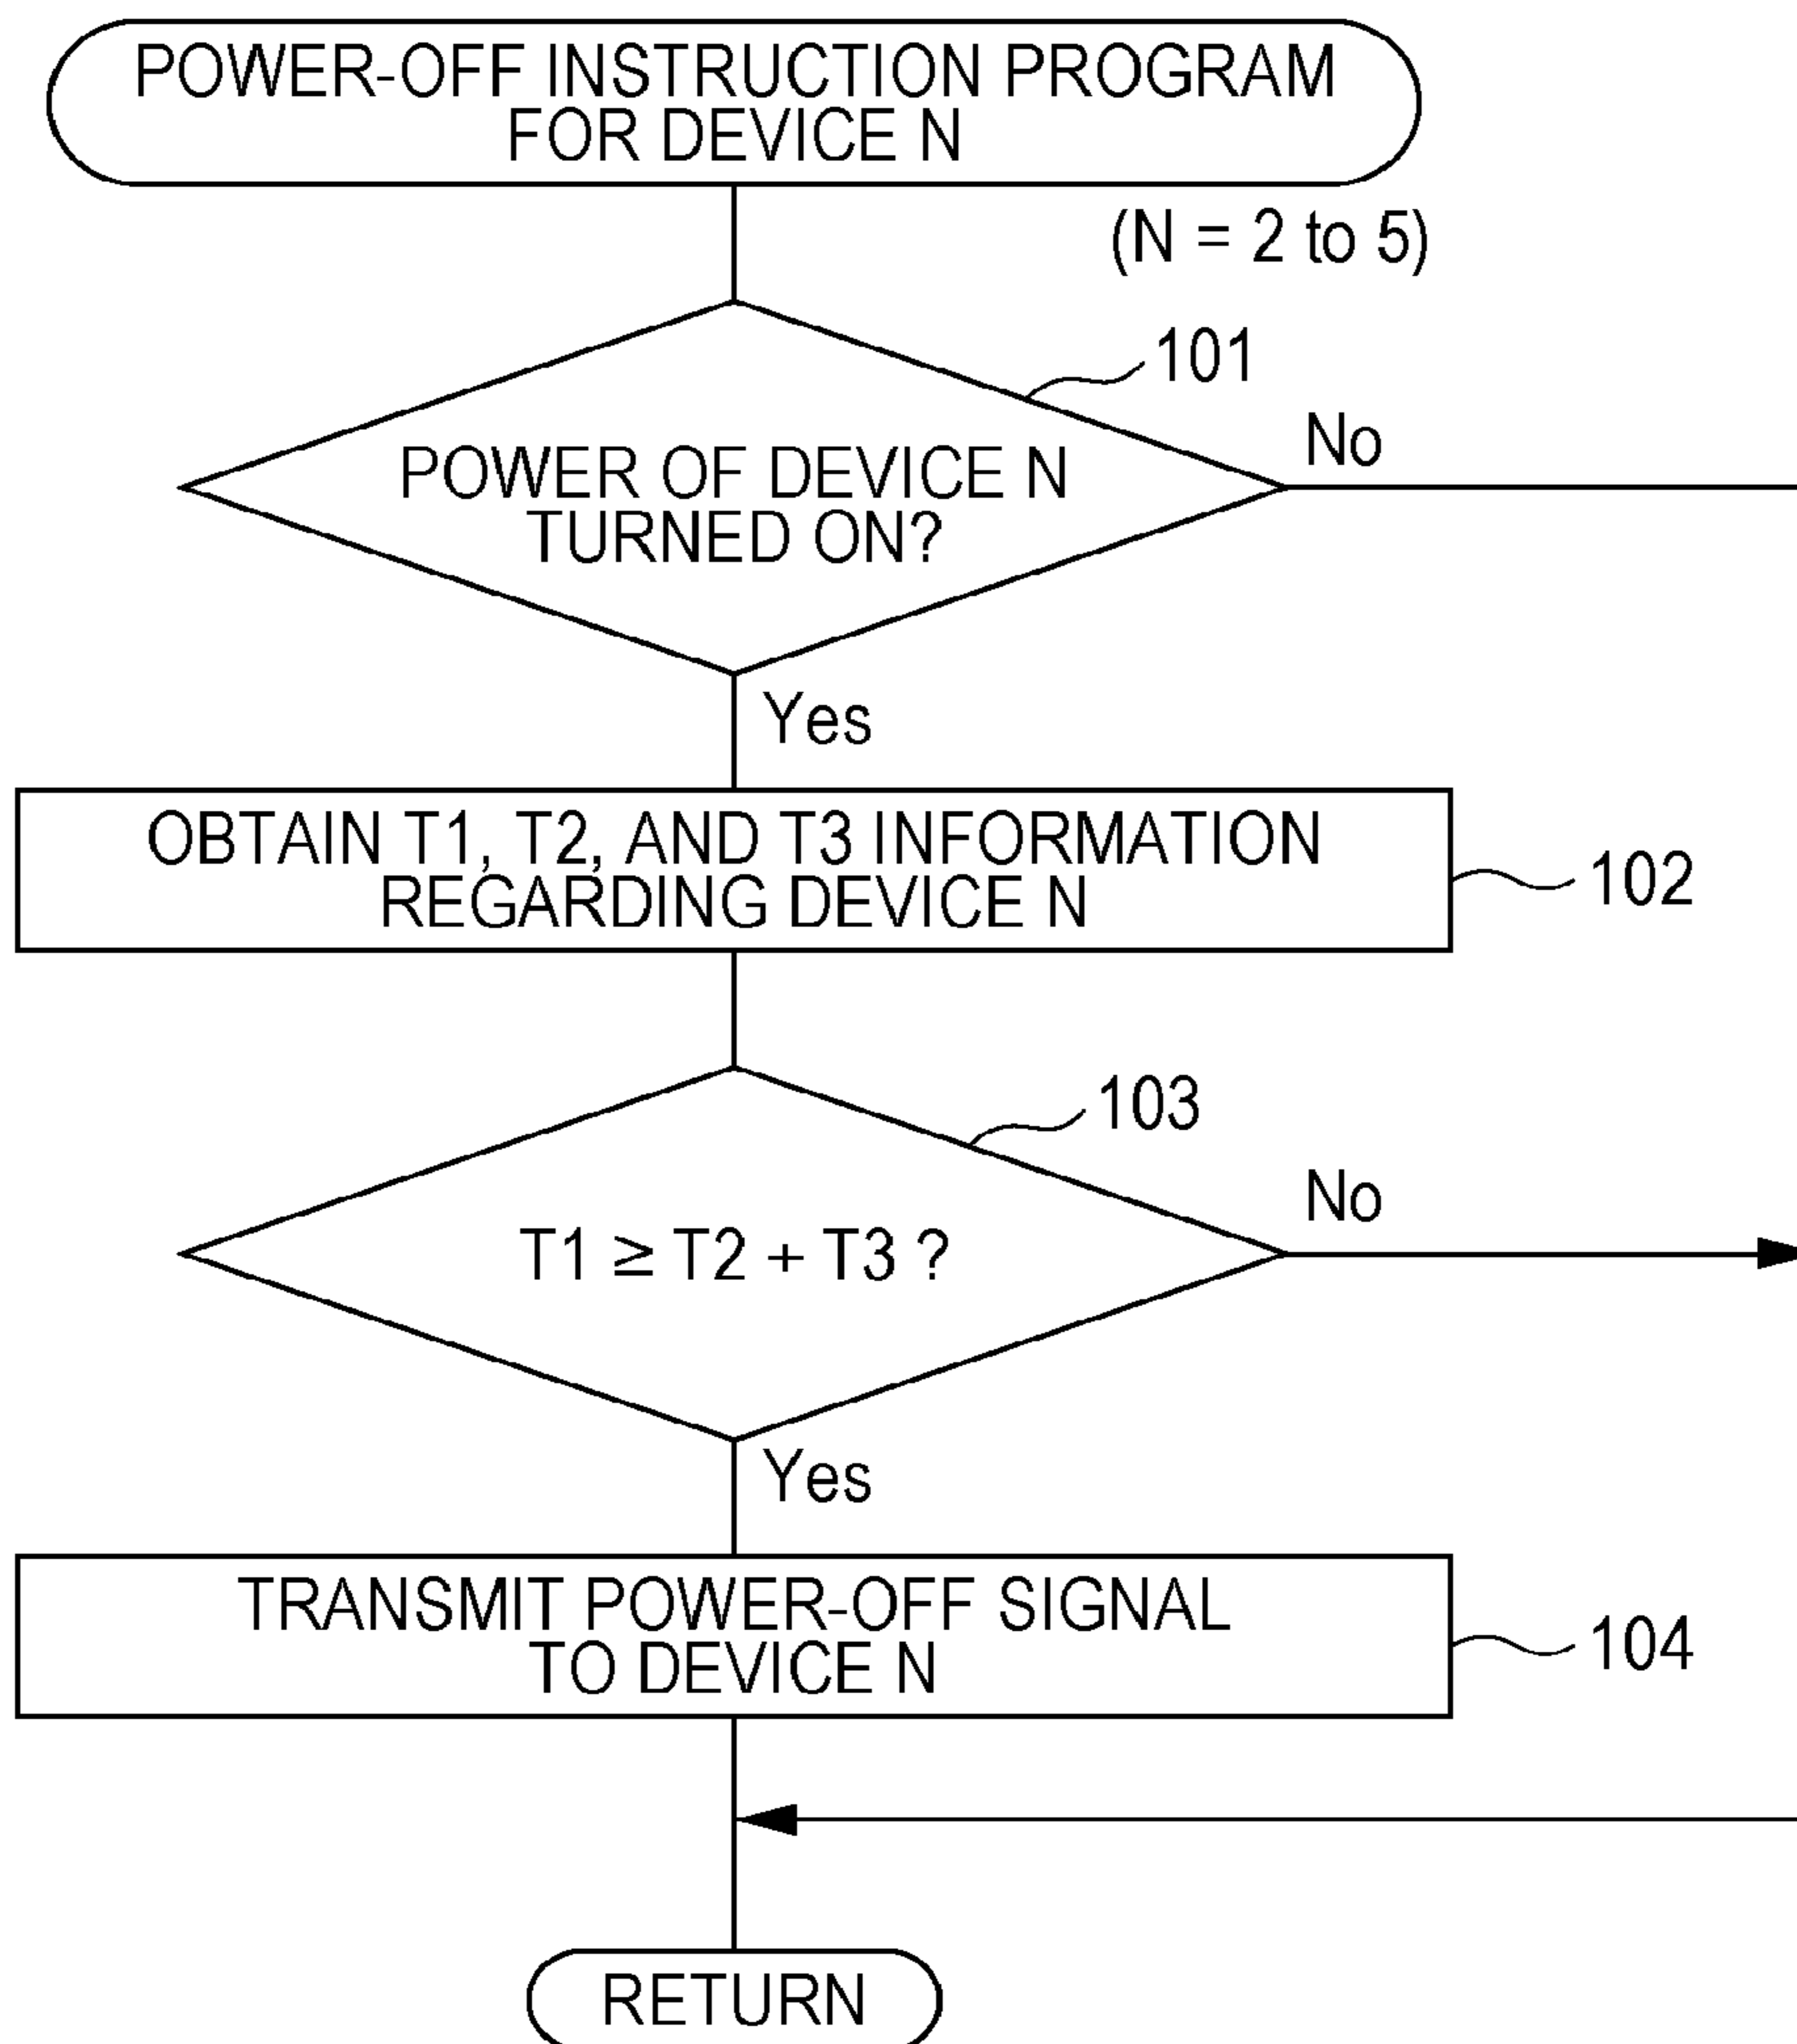 POWER-OFF INSTRUCTION PROGRAM
FOR DEVICE N
(N = 2 to 5)
101
No
POWER OF DEVICE N
TURNED ON?
Yes
OBTAIN T1, T2, AND T3 INFORMATION
REGARDING DEVICE N
102
103
No
T1 ≥ T2 + T3 ?
Yes
TRANSMIT POWER-OFF SIGNAL
TO DEVICE N
104
RETURN